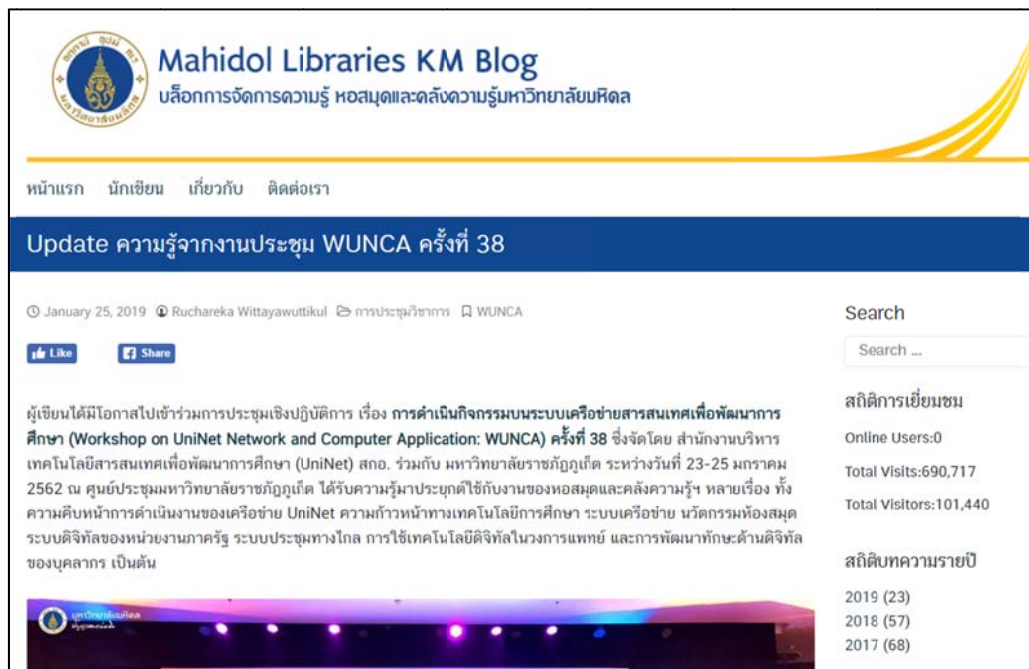 Mahidol Libraries KM Blog
บล็อกการจัดการความรู้ หอสมุดและคลังความรู้มหาวิทยาลัยมหิดล
หน้าแรก นักเขียน เกี่ยวกับ ติดต่อเรา
Update ความรู้จากงานประชุม WUNCA ครั้งที่ 38
January 25, 2019 Ruchareka Wittayawuttikul การประชุมวิชาการ WUNCA
Like Share
ผู้เขียนได้มีโอกาสไปเข้าร่วมการประชุมเชิงปฏิบัติการ เรื่อง การดำเนินกิจกรรมบนระบบเครือข่ายสารสนเทศเพื่อพัฒนาการ
ศึกษา (Workshop on UniNet Network and Computer Application: WUNCA) ครั้งที่ 38 ซึ่งจัดโดย สำนักงานบริหาร
เทคโนโลยีสารสนเทศเพื่อพัฒนาการศึกษา (UniNet) สกอ. ร่วมกับ มหาวิทยาลัยราชภัฏภูเก็ต ระหว่างวันที่ 23-25 มกราคม
2562 ณ ศูนย์ประชุมมหาวิทยาลัยราชภัฏภูเก็ต ได้รับความรู้มาประยุกต์ใช้กับงานของหอสมุดและคลังความรู้ฯ หลายเรื่อง ทั้ง
ความคืบหน้าการดำเนินงานของเครือข่าย UniNet ความก้าวหน้าทางเทคโนโลยีการศึกษา ระบบเครือข่าย นวัตกรรมห้องสมุด
ระบบดิจิทัลของหน่วยงานภาครัฐ ระบบประชุมทางไกล การใช้เทคโนโลยีดิจิทัลในวงการแพทย์ และการพัฒนาทักษะด้านดิจิทัล
ของบุคลากร เป็นต้น
มหาวิทยาลัยมหิดล
Search
Search ...
สถิติการเยี่ยมชม
Online Users:0
Total Visits:690,717
Total Visitors:101,440
สถิติบทความรายปี
2019 (23)
2018 (57)
2017 (68)